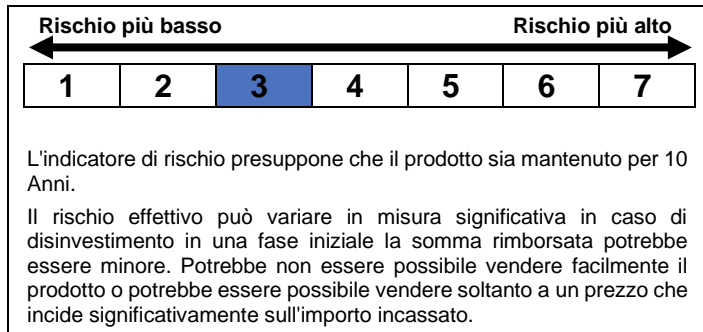 Rischio più basso Rischio più alto
1 2 3 4 5 6 7
L'indicatore di rischio presuppone che il prodotto sia mantenuto per 10
Anni.
Il rischio effettivo può variare in misura significativa in caso di
disinvestimento in una fase iniziale la somma rimborsata potrebbe
essere minore. Potrebbe non essere possibile vendere facilmente il
prodotto o potrebbe essere possibile vendere soltanto a un prezzo che
incide significativamente sull'importo incassato.